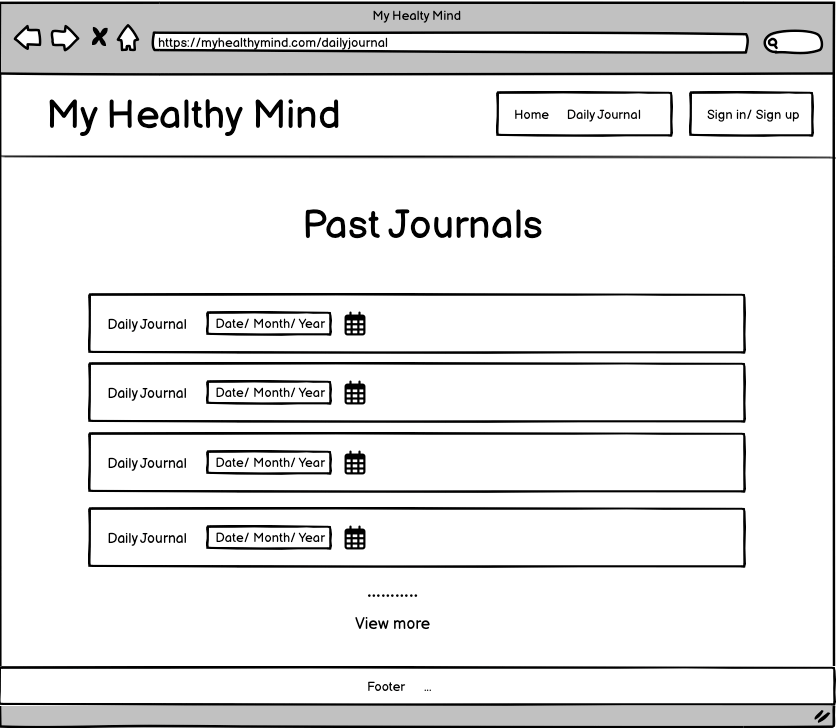 My Healty Mind
https://myhealthymind.com/dailyjournal
My Healthy Mind
Home Daily Journal
Sign in/ Sign up
Past Journals
Daily Journal Date/ Month/ Year
Daily Journal Date/ Month/ Year
Daily Journal Date/ Month/ Year
Daily Journal Date/ Month/ Year
...........
View more
Footer ...